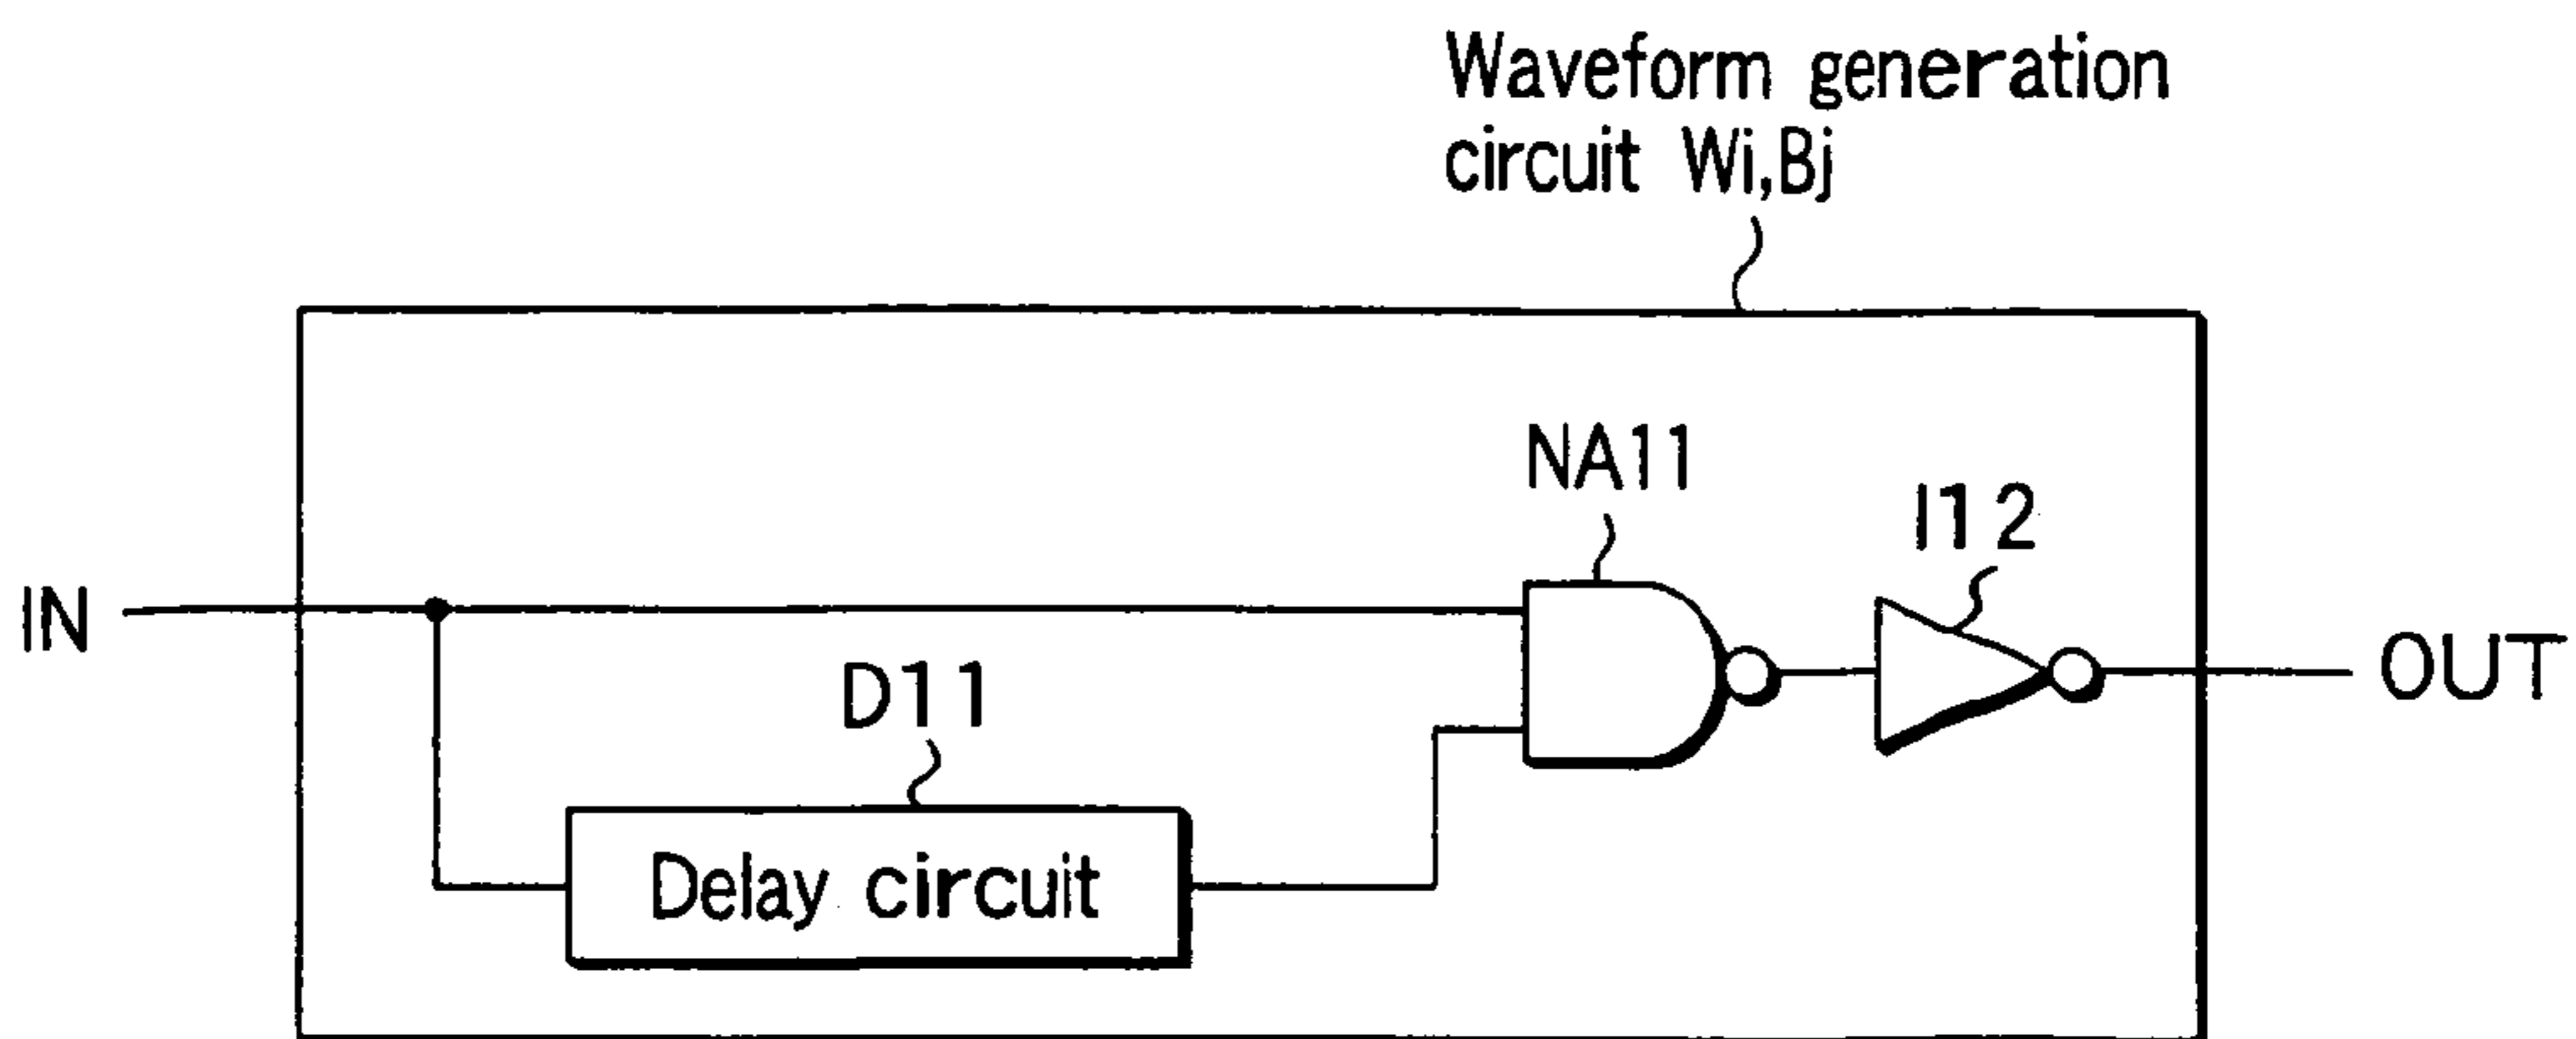 Waveform generation
circuit Wi,Bj
NA11
I12
IN
OUT
D11
Delay circuit